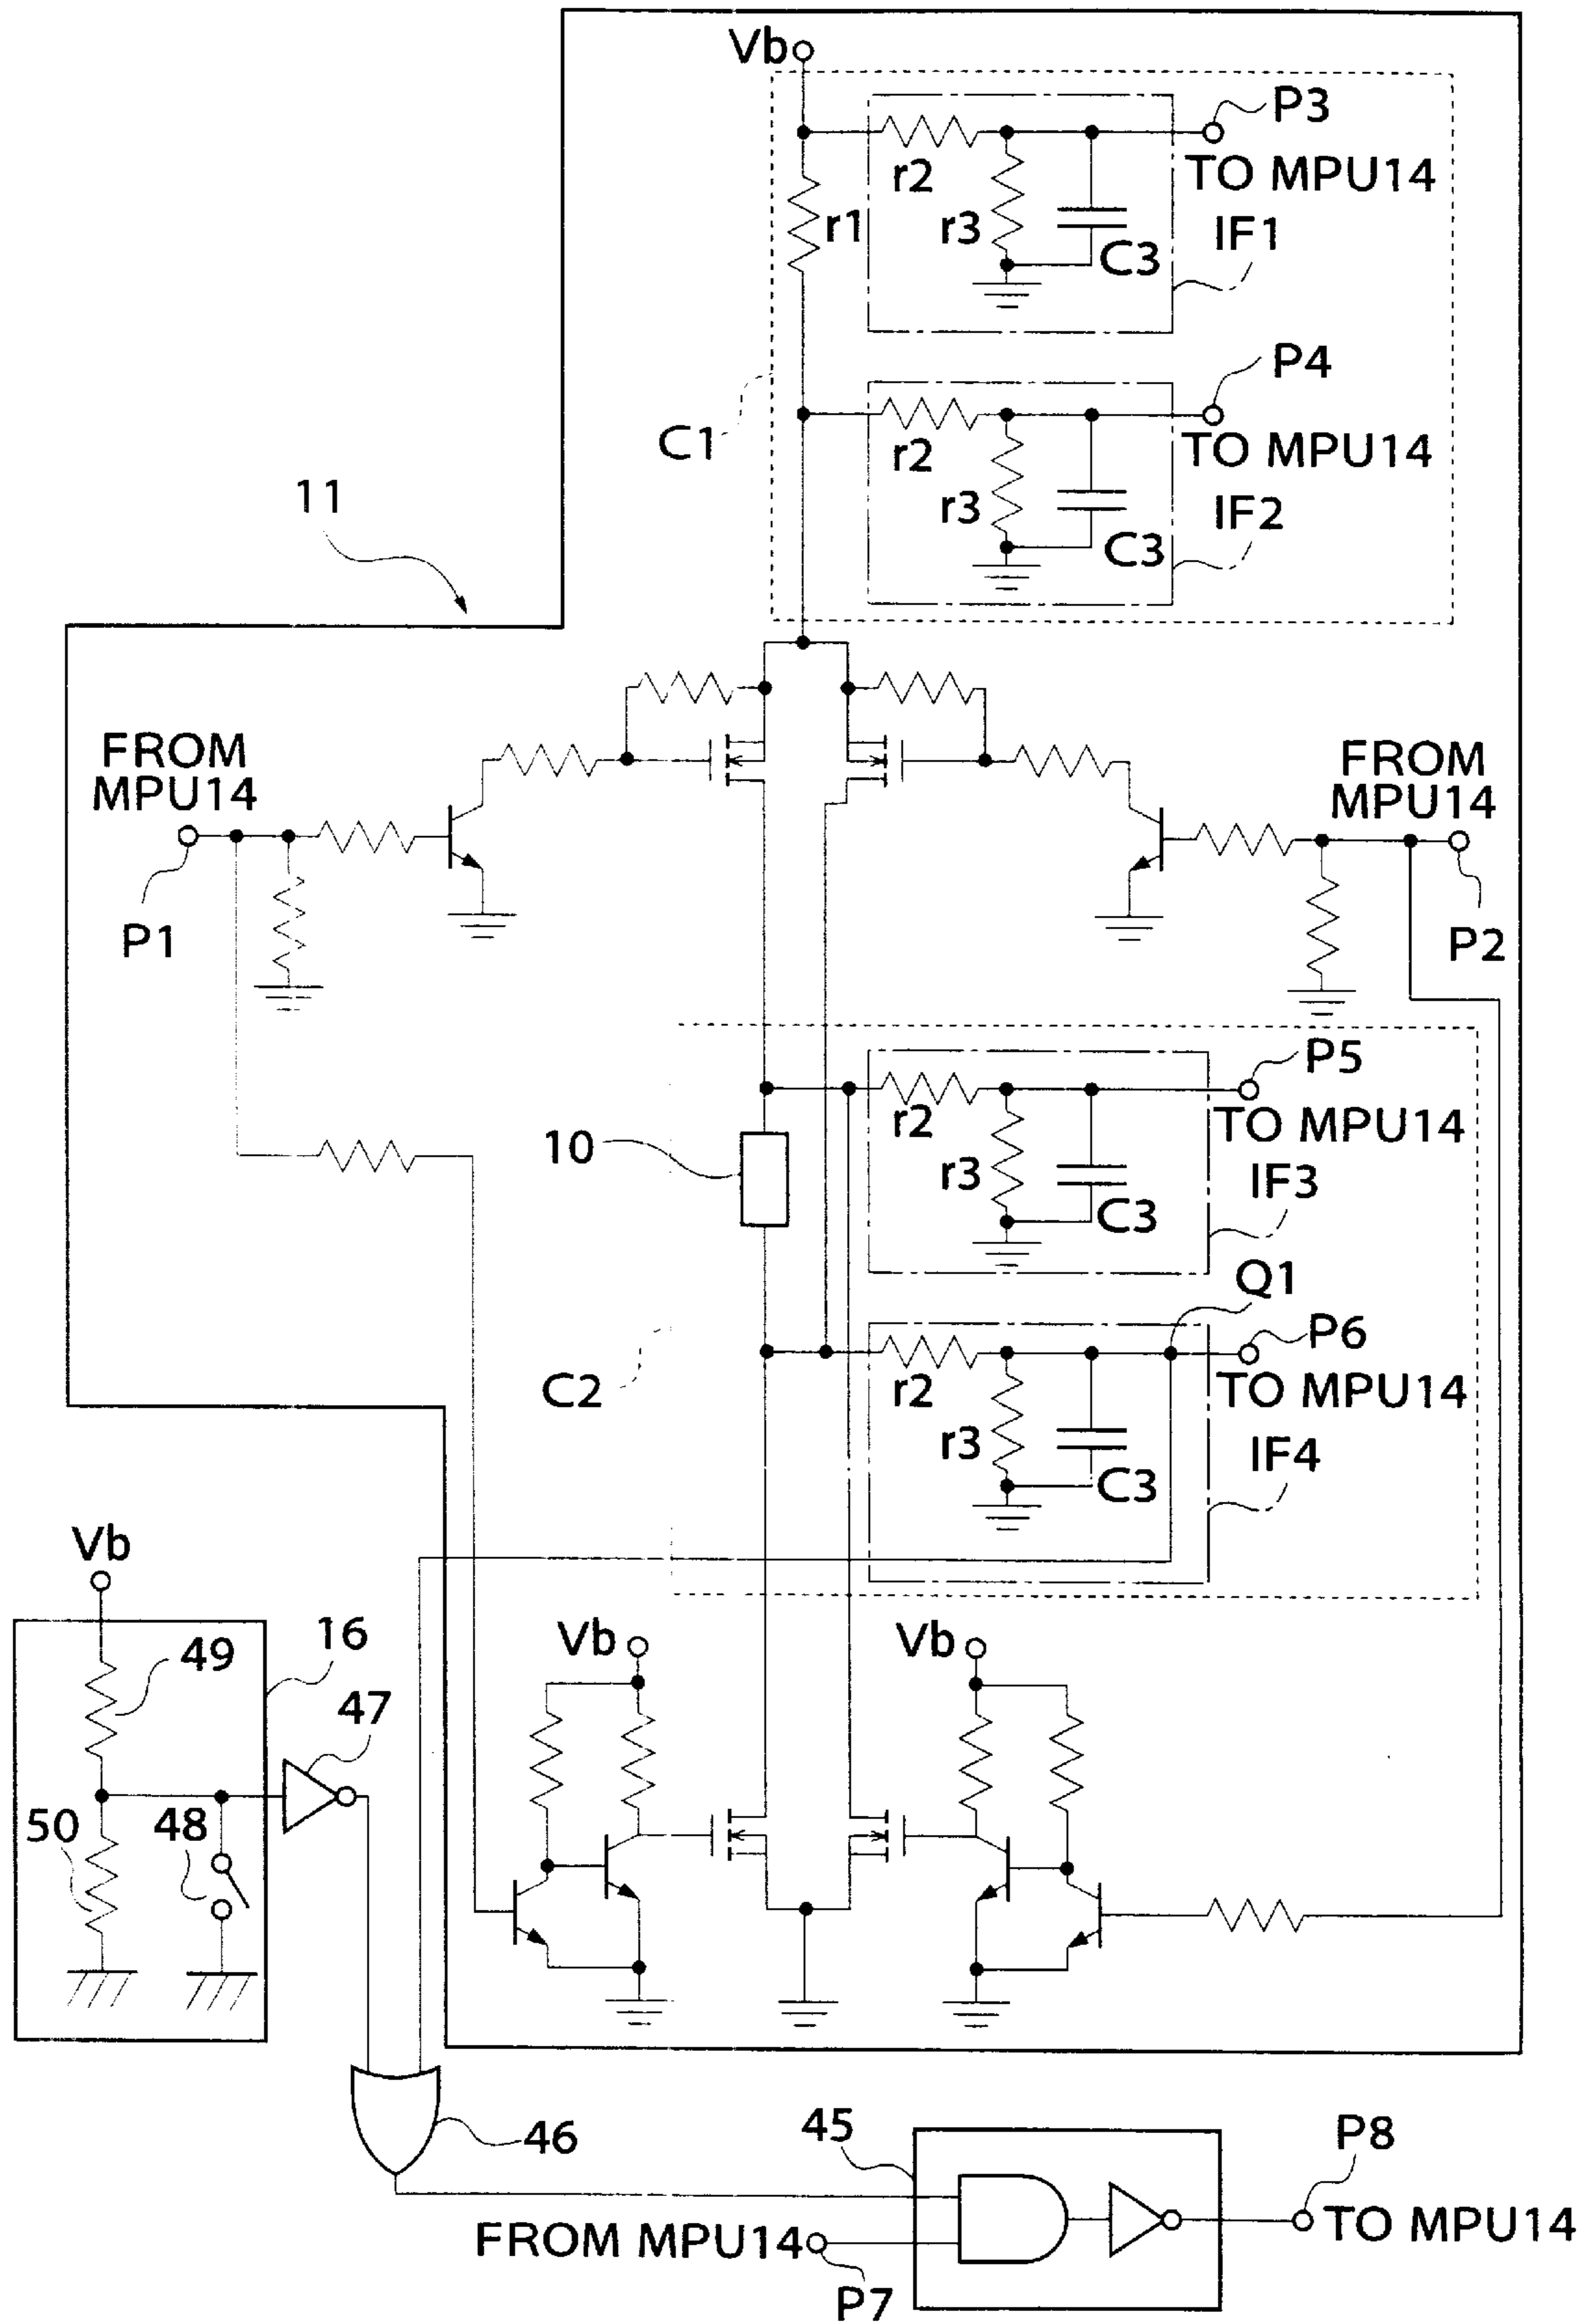 Vb
P3
TO MPU14
r2
r1
r3
C3
IF1
P4
C1
r2
TO MPU14
r3
C3
IF2
11
FROM
MPU14
FROM
MPU14
P1
P2
P5
r2
TO MPU14
10
r3
C3
IF3
Q1
P6
C2
r2
TO MPU14
r3
C3
IF4
Vb
16
Vb
Vb
49
47
50
48
46
45
P8
FROM MPU14
TO MPU14
P7